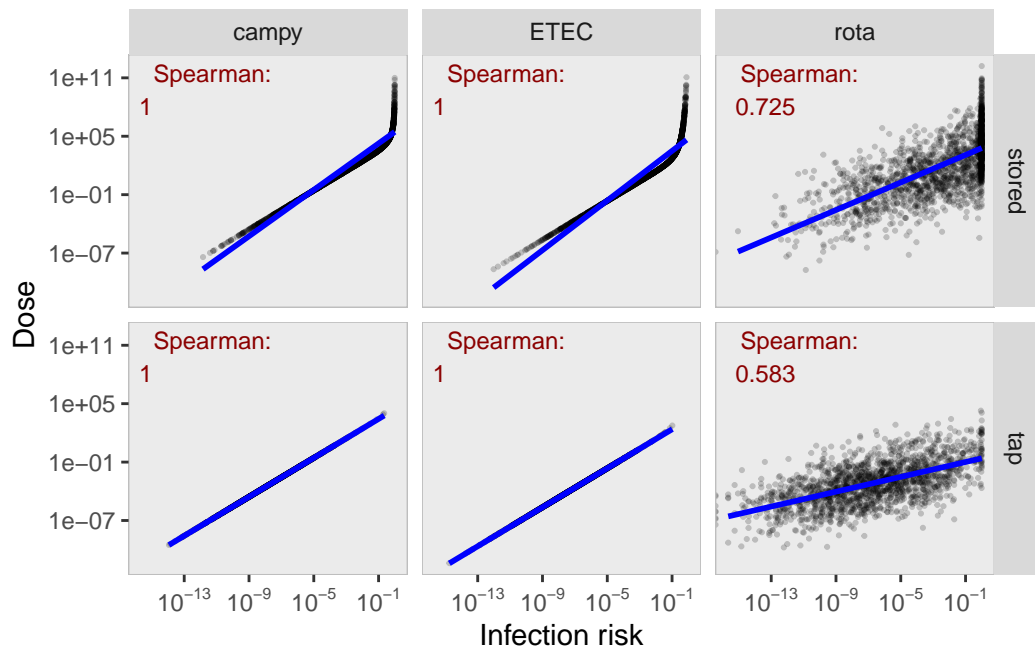 campy ETEC rota
1e+11
1e+05
1e−01
1e−07
Spearman:
1
Spearman:
1
Spearman:
0.725
stored
Dose
1e+11
1e+05
1e−01
1e−07
Spearman:
1
Spearman:
1
Spearman:
0.583
tap
10⁻¹³ 10⁻⁹ 10⁻⁵ 10⁻¹ 10⁻¹³ 10⁻⁹ 10⁻⁵ 10⁻¹ 10⁻¹³ 10⁻⁹ 10⁻⁵ 10⁻¹
Infection risk